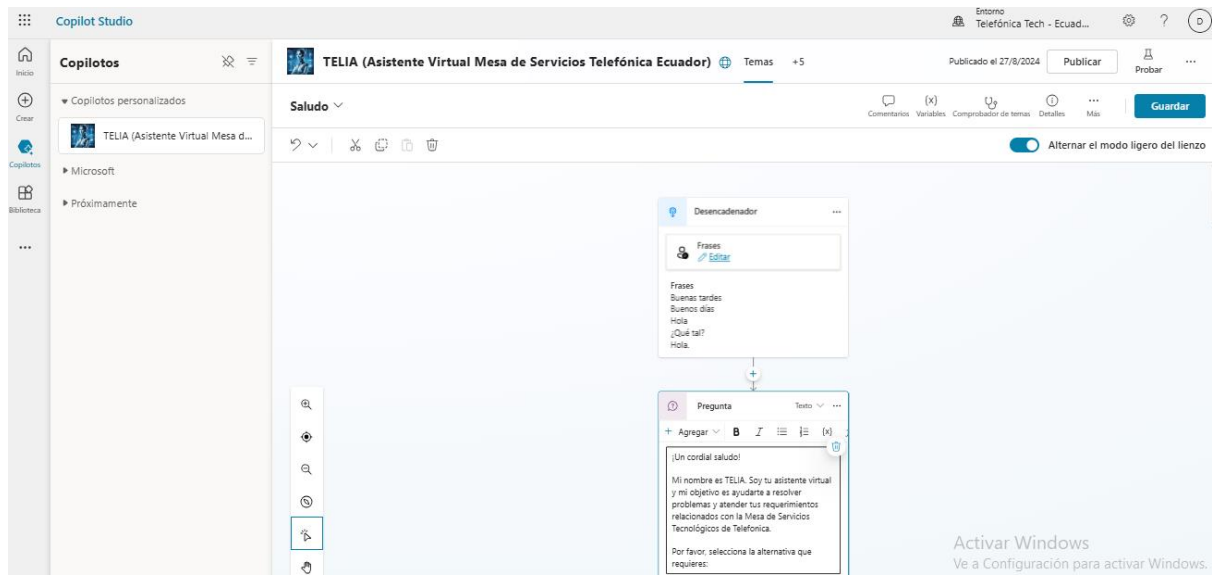 Copilot Studio
Entorno
Telefónica Tech - Ecuad...
?
D
Inicio
Crear
Copilotos
Biblioteca
Copilotos
Copilotos personalizados
TELIA (Asistente Virtual Mesa d...
Microsoft
Próximamente
TELIA (Asistente Virtual Mesa de Servicios Telefónica Ecuador)
Temas
+5
Publicado el 27/8/2024
Publicar
Probar
Saludo
Comentarios
(x)
Variables
Comprobador de temas
Detalles
Más
Guardar
Alternar el modo ligero del lienzo
Desencadenador
Frases
Editar
Frases
Buenas tardes
Buenos días
Hola
¿Qué tal?
Hola.
Pregunta
Texto
+ Agregar
B
I
{x}
¡Un cordial saludo!
Mi nombre es TELIA. Soy tu asistente virtual
y mi objetivo es ayudarte a resolver
problemas y atender tus requerimientos
relacionados con la Mesa de Servicios
Tecnológicos de Telefonica.
Por favor, selecciona la alternativa que
requieres:
Activar Windows
Ve a Configuración para activar Windows.